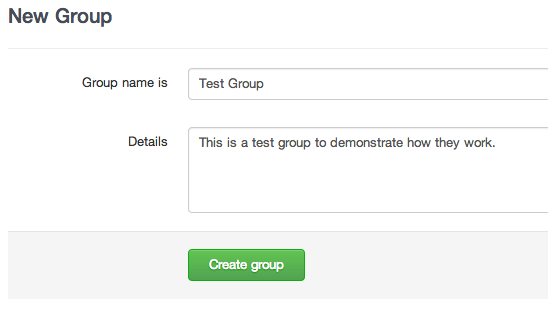 New Group
Group name is
Test Group
Details
This is a test group to demonstrate how they work.
Create group